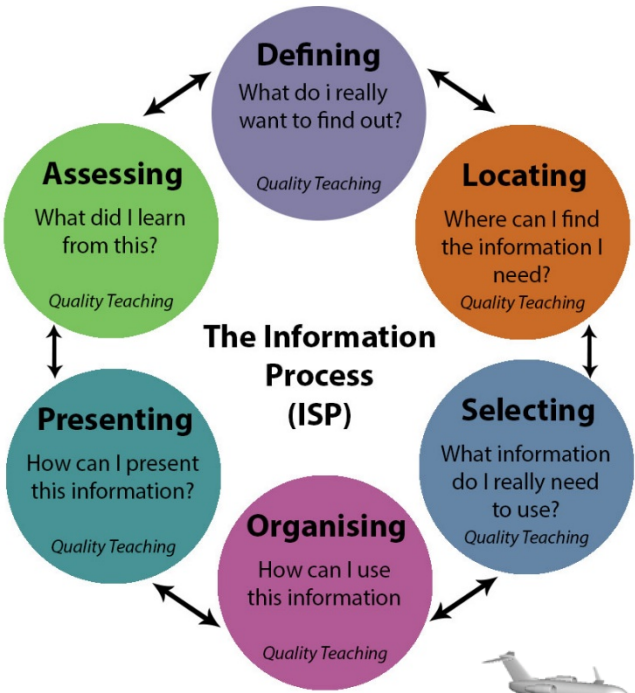 Defining
What do i really
want to find out?
Quality Teaching
Locating
Where can I find
the information I
need?
Quality Teaching
Selecting
What information
do I really need
to use?
Quality Teaching
Organising
How can I use
this information
Quality Teaching
Presenting
How can I present
this information?
Quality Teaching
Assessing
What did I learn
from this?
Quality Teaching
The Information
Process
(ISP)